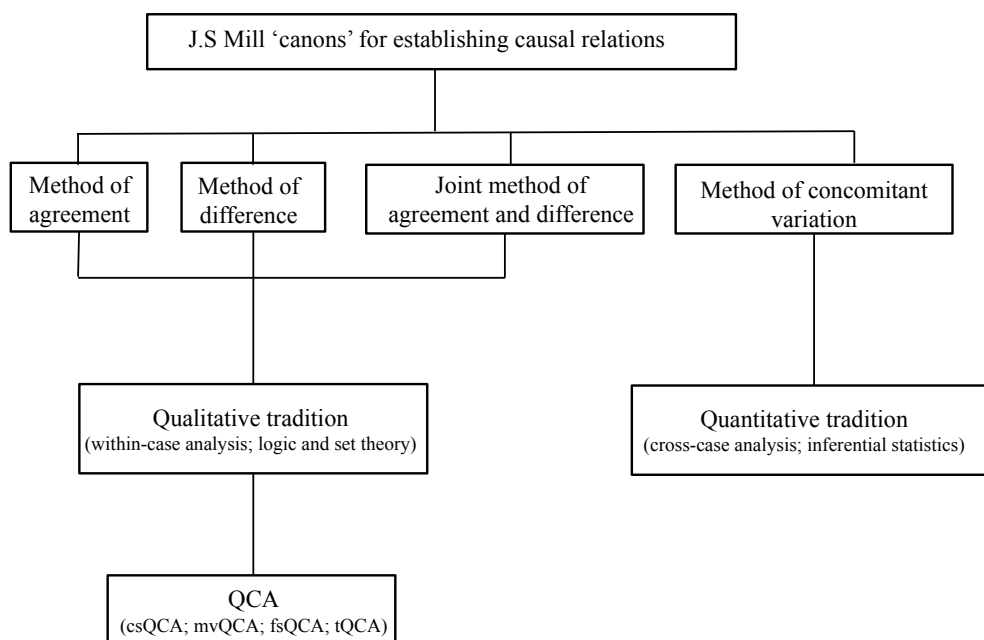 J.S Mill ‘canons’ for establishing causal relations
Method of
agreement
Method of
difference
Joint method of
agreement and difference
Method of concomitant
variation
Qualitative tradition
(within-case analysis; logic and set theory)
Quantitative tradition
(cross-case analysis; inferential statistics)
QCA
(csQCA; mvQCA; fsQCA; tQCA)